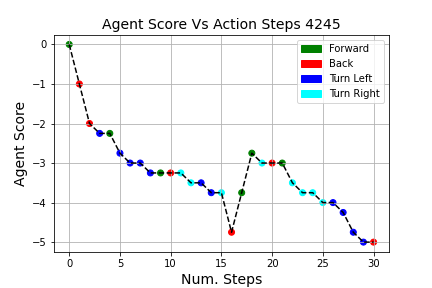 Agent Score Vs Action Steps 4245
Forward
Back
Turn Left
Turn Right
0
−1
−2
−3
−4
−5
Agent Score
0 5 10 15 20 25 30
Num. Steps